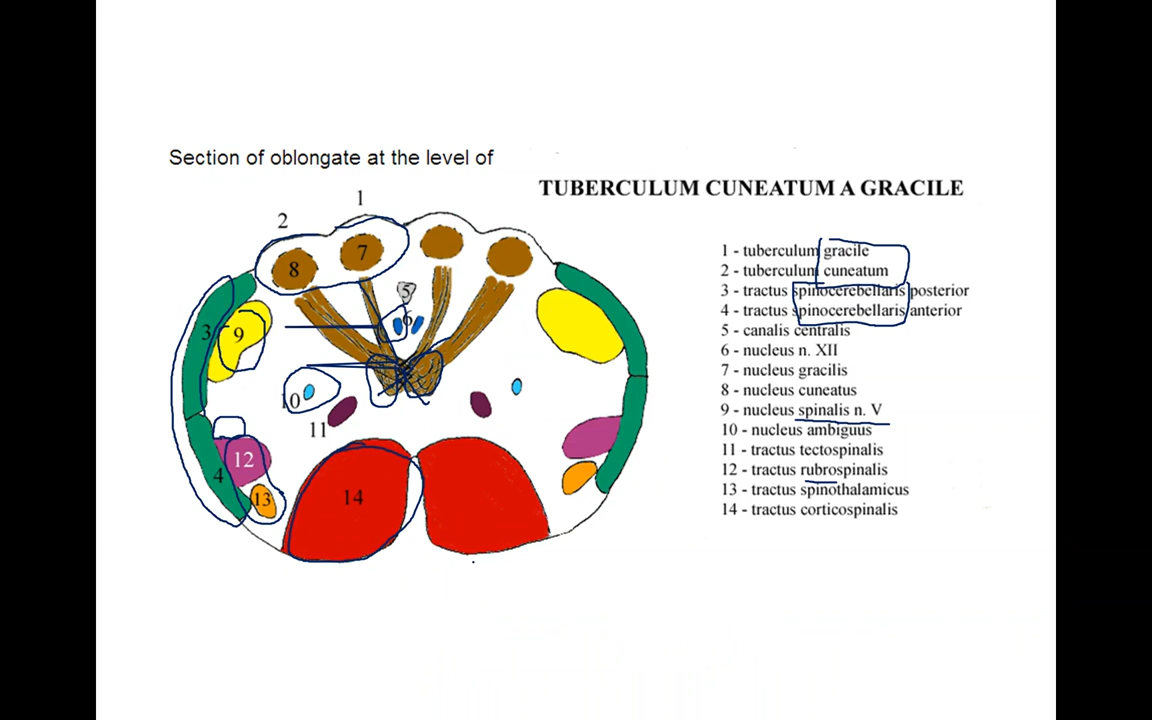 Section of oblongate at the level of
TUBERCULUM CUNEATUM A GRACILE
1
2
7
8
5
6
3
9
10
11
12
4
13
14
1 - tuberculum gracile
2 - tuberculum cuneatum
3 - tractus spinocerebellaris posterior
4 - tractus spinocerebellaris anterior
5 - canalis centralis
6 - nucleus n. XII
7 - nucleus gracilis
8 - nucleus cuneatus
9 - nucleus spinalis n. V
10 - nucleus ambiguus
11 - tractus tectospinalis
12 - tractus rubrospinalis
13 - tractus spinothalamicus
14 - tractus corticospinalis